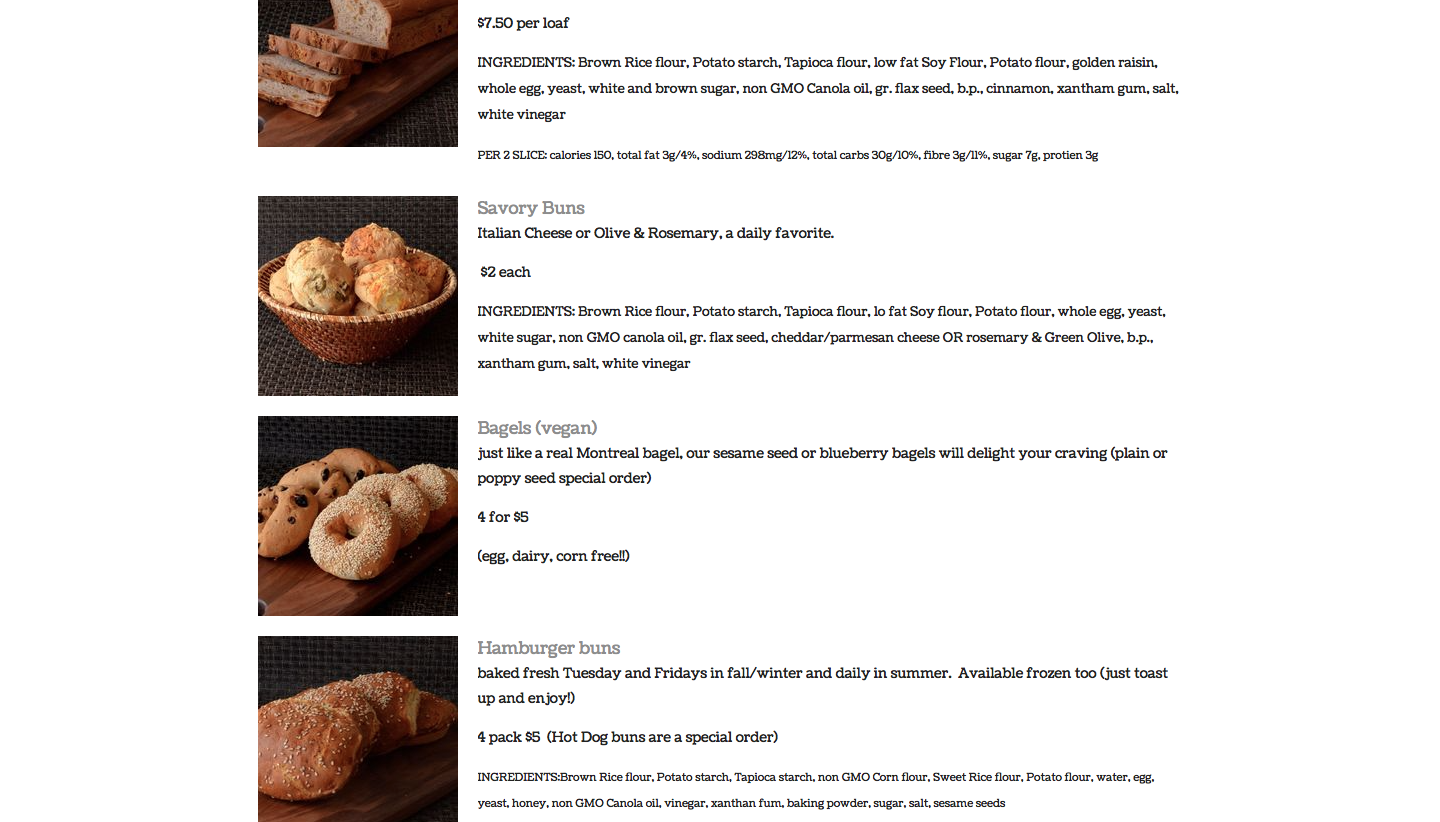 $7.50 per loaf
INGREDIENTS: Brown Rice flour, Potato starch, Tapioca flour, low fat Soy Flour, Potato flour, golden raisin,
whole egg, yeast, white and brown sugar, non GMO Canola oil, gr. flax seed, b.p., cinnamon, xantham gum, salt,
white vinegar
PER 2 SLICE: calories 150, total fat 3g/4%, sodium 298mg/12%, total carbs 30g/10%, fibre 3g/11%, sugar 7g, protien 3g
Savory Buns
Italian Cheese or Olive & Rosemary, a daily favorite.
$2 each
INGREDIENTS: Brown Rice flour, Potato starch, Tapioca flour, lo fat Soy flour, Potato flour, whole egg, yeast,
white sugar, non GMO canola oil, gr. flax seed, cheddar/parmesan cheese OR rosemary & Green Olive, b.p.,
xantham gum, salt, white vinegar
Bagels (vegan)
just like a real Montreal bagel, our sesame seed or blueberry bagels will delight your craving (plain or
poppy seed special order)
4 for $5
(egg, dairy, corn free!!)
Hamburger buns
baked fresh Tuesday and Fridays in fall/winter and daily in summer.  Available frozen too (just toast
up and enjoy!)
4 pack $5  (Hot Dog buns are a special order)
INGREDIENTS:Brown Rice flour, Potato starch, Tapioca starch, non GMO Corn flour, Sweet Rice flour, Potato flour, water, egg,
yeast, honey, non GMO Canola oil, vinegar, xanthan fum, baking powder, sugar, salt, sesame seeds